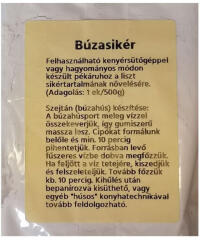 Búzasikér
Felhasználható kenyérsütőgéppel
vagy hagyományos módon
készült pékáruhoz a liszt
sikértartalmának növelésére.
(Adagolás: 1 ek/500g)
Szejtán (búzahús) készítése:
A búzahúsport meleg vízzel
összekeverjük, így gumiszerű
massza lesz. Cipókat formálunk
belőle és min. 10 percig
pihentetjük. Forrásban levő
fűszeres vízbe dobva megfőzzük.
Ha feljött a víz tetejére, kiszedjük
és felszeleteljük. Tovább főzzük
kb. 10 percig. Kihűlés után
bepanírozva kisüthető, vagy
egyéb "húsos" konyhatechnikával
tovább feldolgozható.